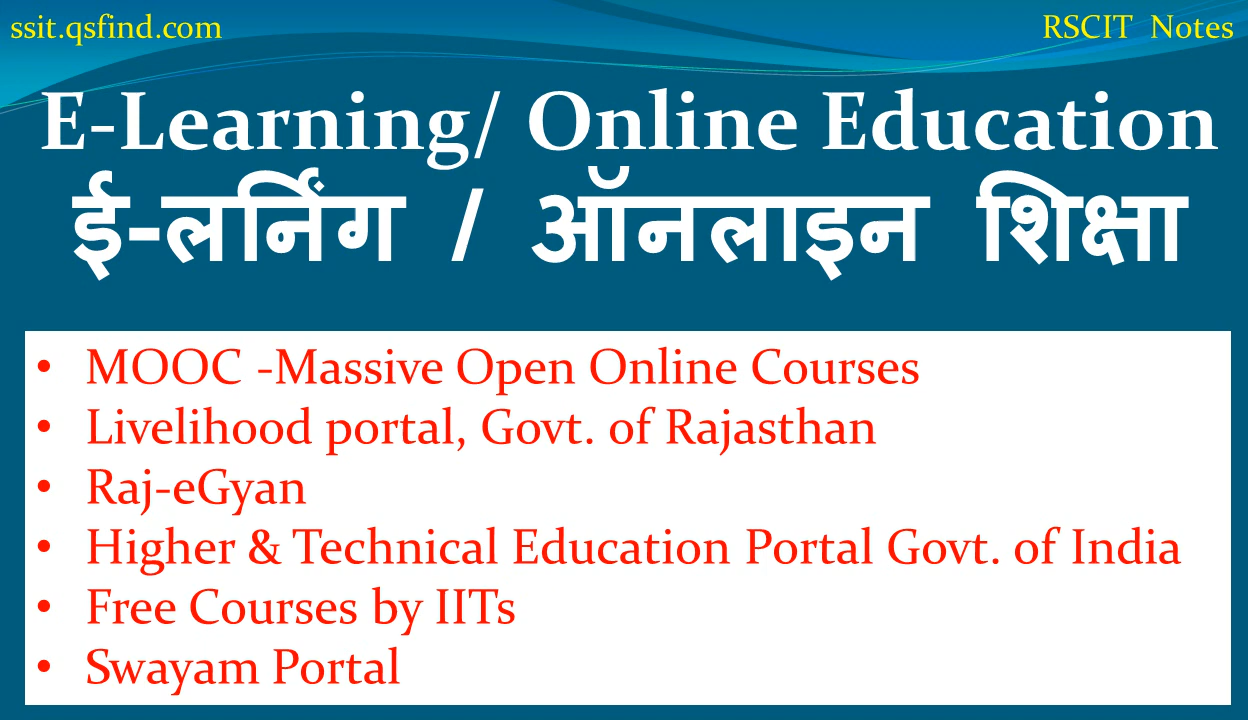 ssit.qsfind.com
RSCIT Notes
E-Learning/ Online Education
ई-लर्निंग / ऑनलाइन शिक्षा
• MOOC -Massive Open Online Courses
• Livelihood portal, Govt. of Rajasthan
• Raj-eGyan
• Higher & Technical Education Portal Govt. of India
• Free Courses by IITs
• Swayam Portal